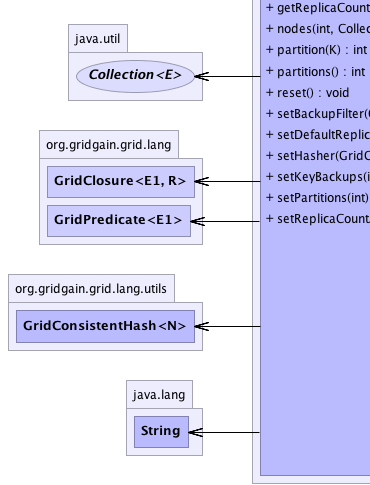 java.util
Collection<E>
org.gridgain.grid.lang
GridClosure<E1, R>
GridPredicate<E1>
org.gridgain.grid.lang.utils
GridConsistentHash<N>
java.lang
String
+ getReplicaCount
+ nodes(int, Collec
+ partition(K) : int
+ partitions() : int
+ reset() : void
+ setBackupFilter(
+ setDefaultReplic
+ setHasher(GridC
+ setKeyBackups(i
+ setPartitions(int)
+ setReplicaCount